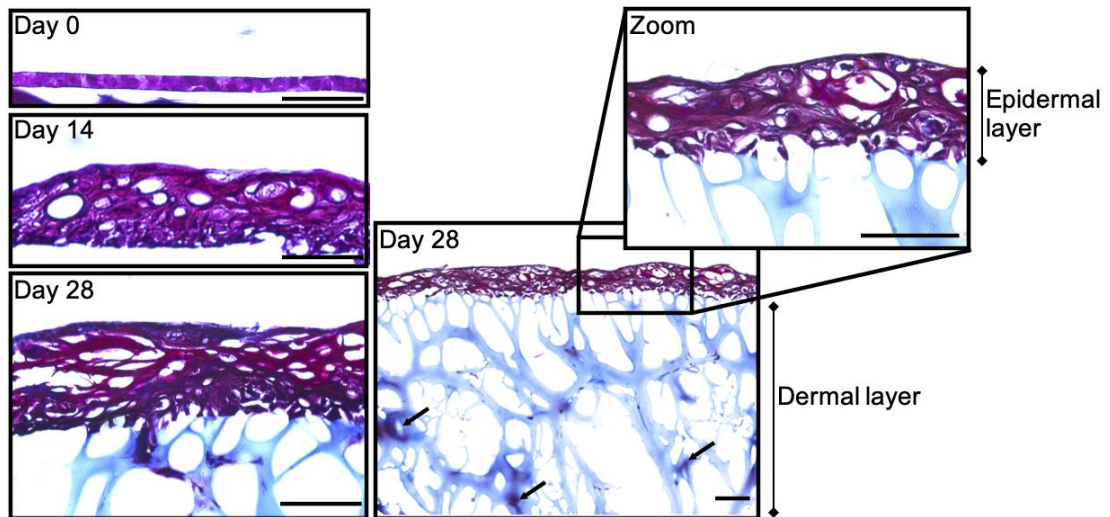 Day 0
Day 14
Day 28
Day 28
Zoom
Epidermal
layer
Dermal layer